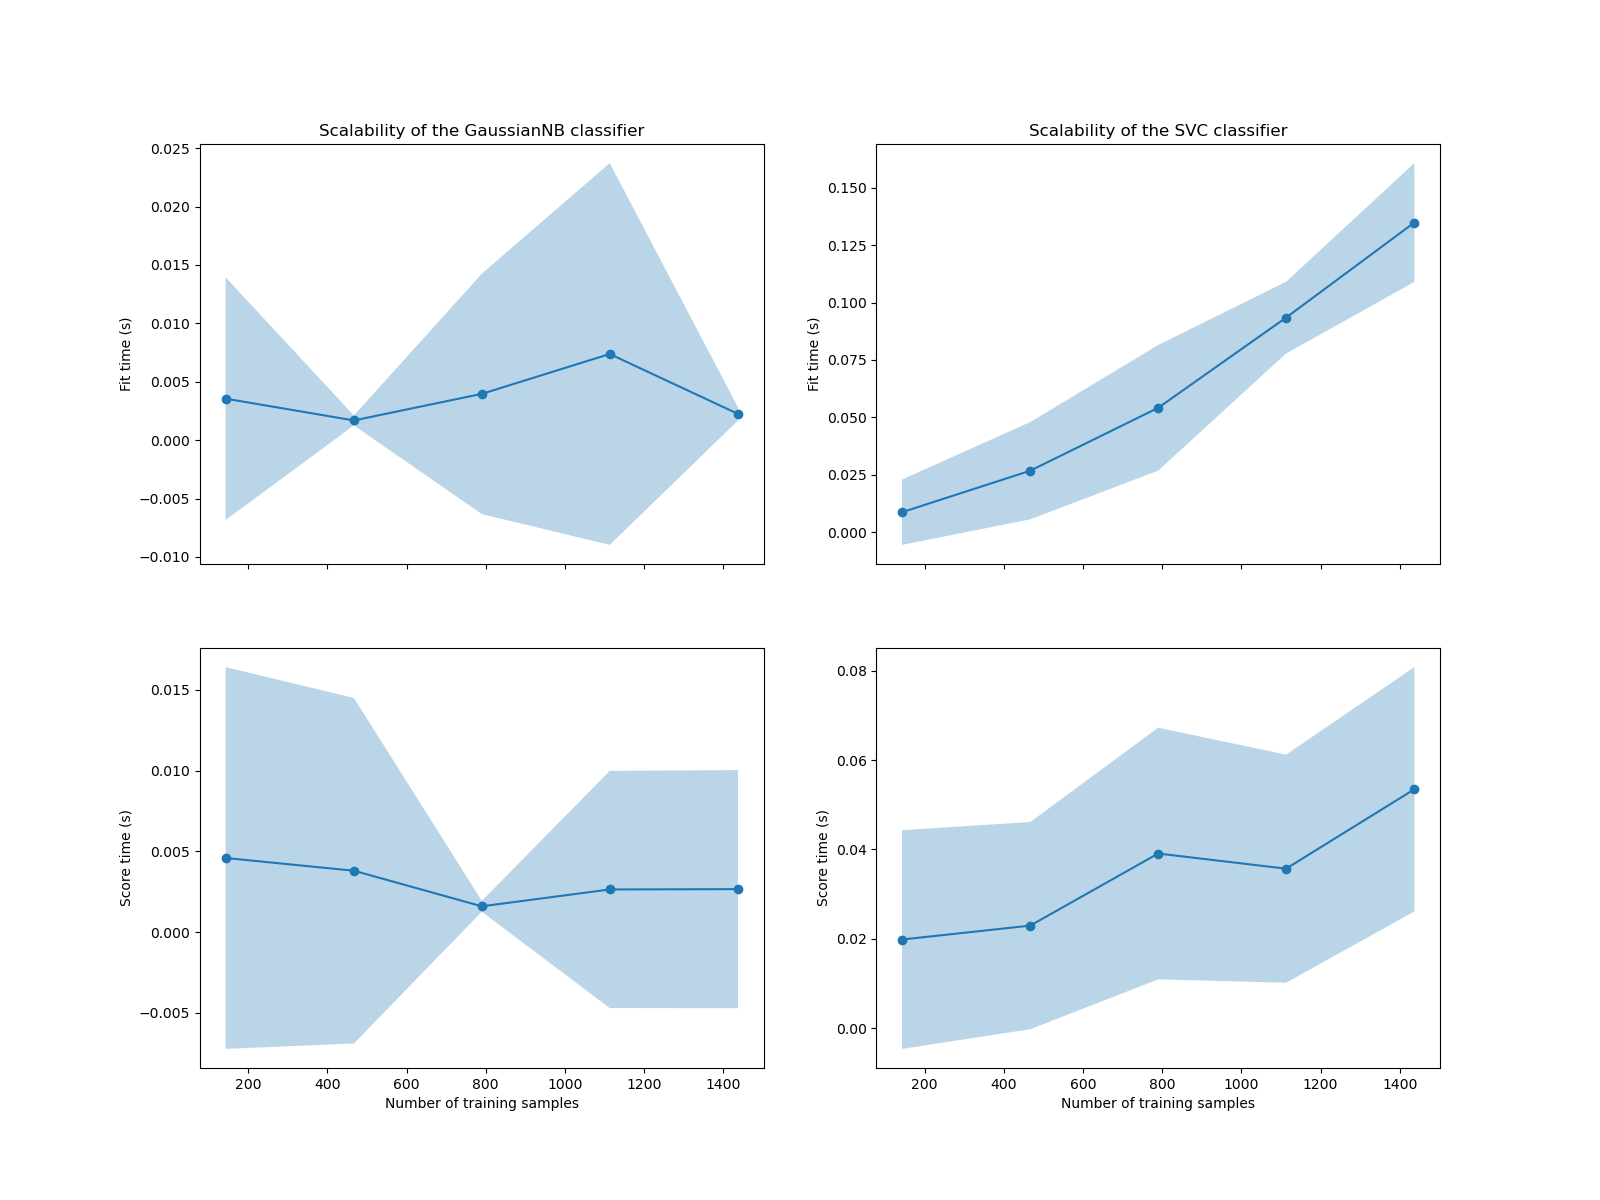 Scalability of the GaussianNB classifier
Fit time (s)
0.025
0.020
0.015
0.010
0.005
0.000
−0.005
−0.010
Scalability of the SVC classifier
Fit time (s)
0.150
0.125
0.100
0.075
0.050
0.025
0.000
Score time (s)
0.015
0.010
0.005
0.000
−0.005
200 400 600 800 1000 1200 1400
Number of training samples
Score time (s)
0.08
0.06
0.04
0.02
0.00
200 400 600 800 1000 1200 1400
Number of training samples